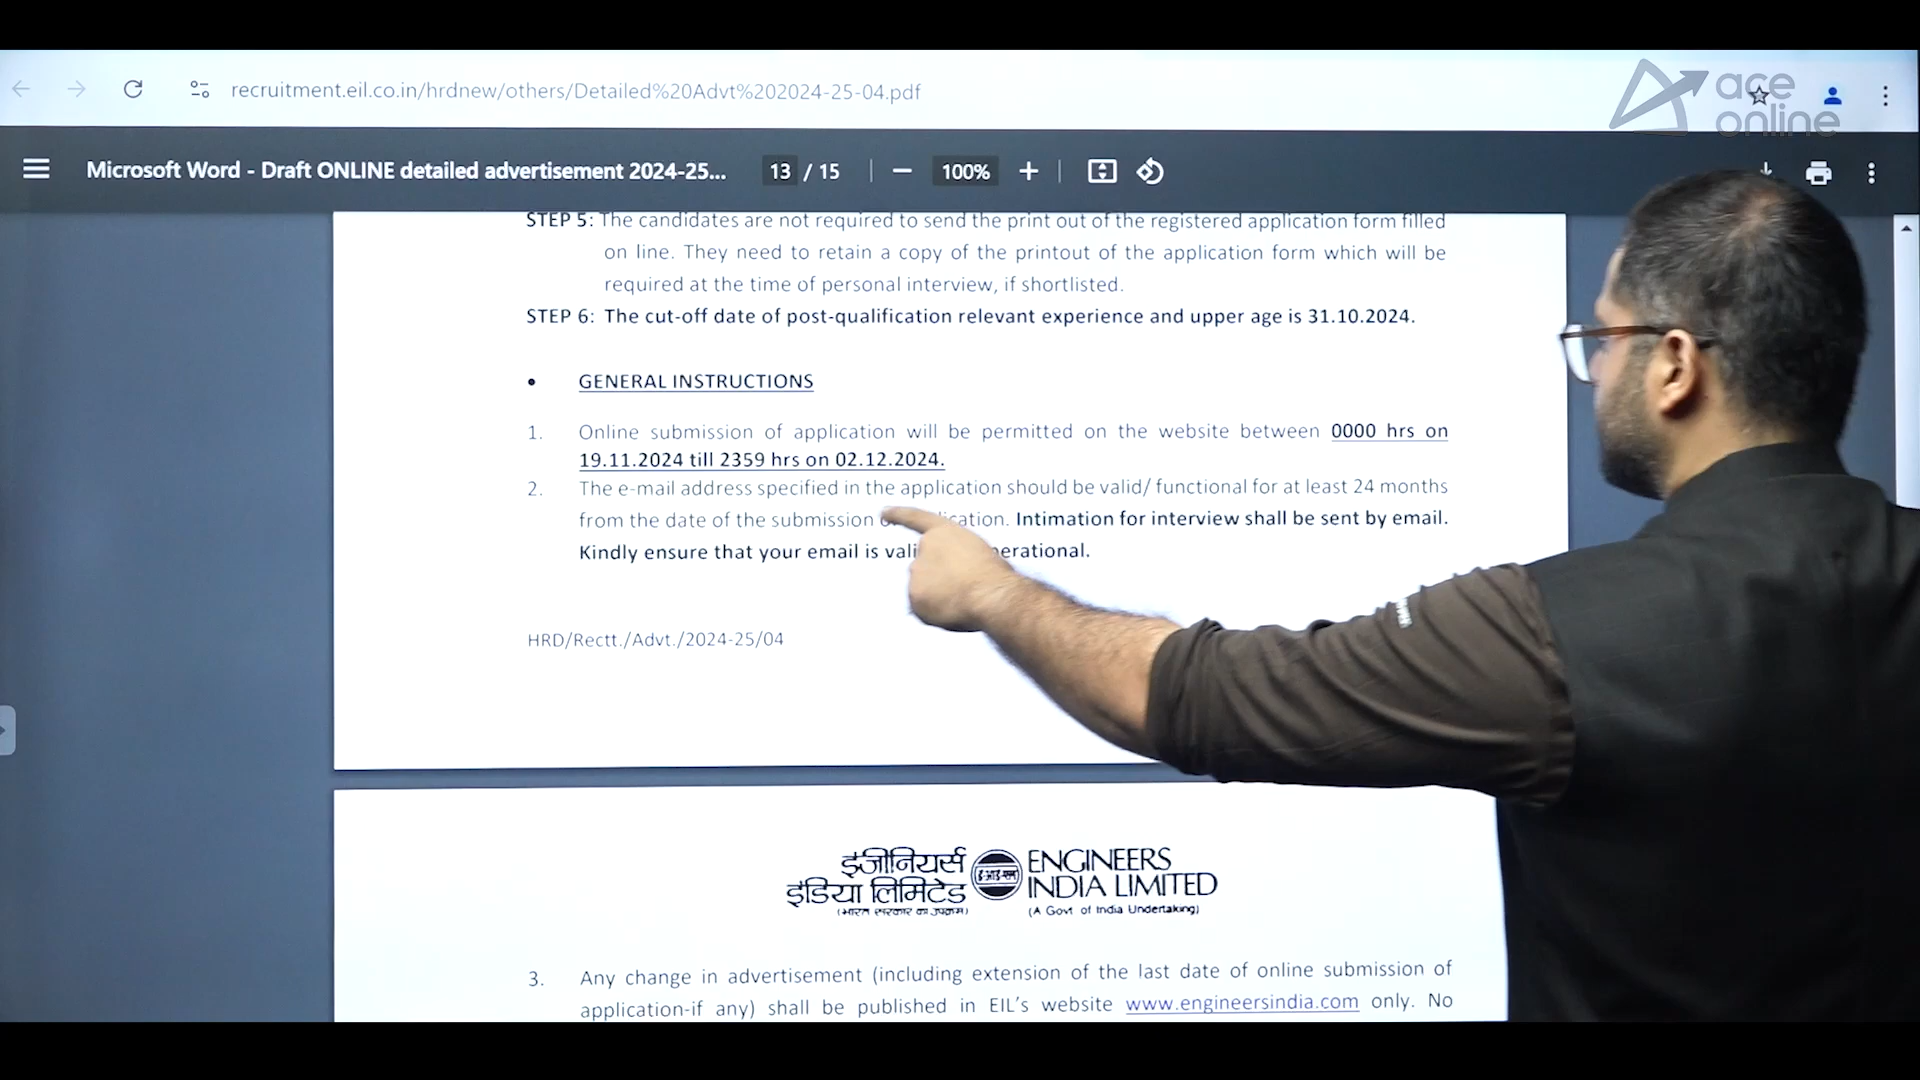 ace
online
recruitment.eil.co.in/hrdnew/others/Detailed%20Advt%202024-25-04.pdf
Microsoft Word - Draft ONLINE detailed advertisement 2024-25...
13 / 15
100%
STEP 5: The candidates are not required to send the print out of the registered application form filled
on line. They need to retain a copy of the printout of the application form which will be
required at the time of personal interview, if shortlisted.
STEP 6: The cut-off date of post-qualification relevant experience and upper age is 31.10.2024.
• GENERAL INSTRUCTIONS
1. Online submission of application will be permitted on the website between 0000 hrs on
19.11.2024 till 2359 hrs on 02.12.2024.
2. The e-mail address specified in the application should be valid/ functional for at least 24 months
from the date of the submission Intimation for interview shall be sent by email.
Kindly ensure that your email is
HRD/Rectt./Advt./2024-25/04
इंजीनियर्स
इंडिया लिमिटेड
(भारत सरकार का उपक्रम)
ENGINEERS
INDIA LIMITED
(A Govt of India Undertaking)
3. Any change in advertisement (including extension of the last date of online submission of
application-if any) shall be published in EIL's website www.engineersindia.com only. No